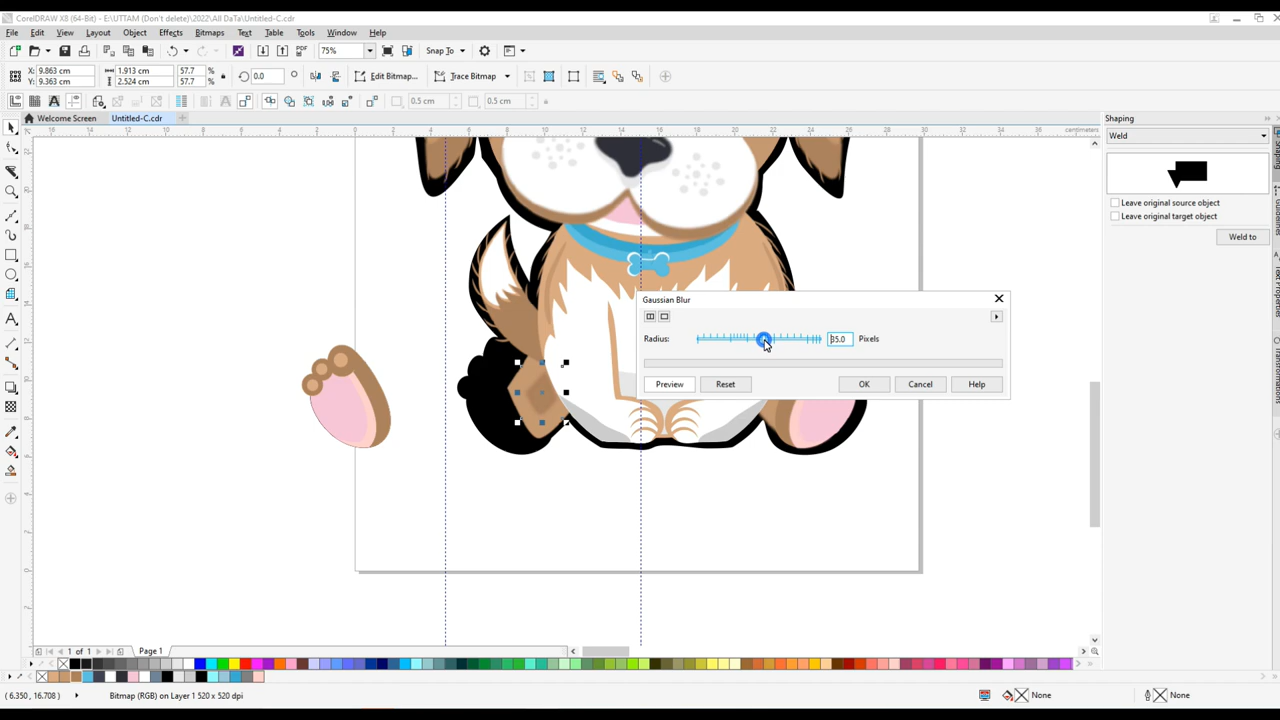 CorelDRAW X8 (64-Bit) - E:\UTTAM (Don't delete)\2022\All DaTa\Untitled-C.cdr
File Edit View Layout Object Effects Bitmaps Text Table Tools Window Help
75% Snap To
X: 9.863 cm 1.913 cm 57.7 % 0.0 Edit Bitmap... Trace Bitmap
Y: 9.363 cm 2.524 cm 57.7 %
0.5 cm 0.5 cm
Welcome Screen Untitled-C.cdr
centimeters
Shaping
Weld
Leave original source object
Leave original target object
Weld to
Gaussian Blur
Radius: 35.0 Pixels
Preview Reset OK Cancel Help
1 of 1 Page 1
( 6.350 , 16.708 ) Bitmap (RGB) on Layer 1 520 x 520 dpi None None